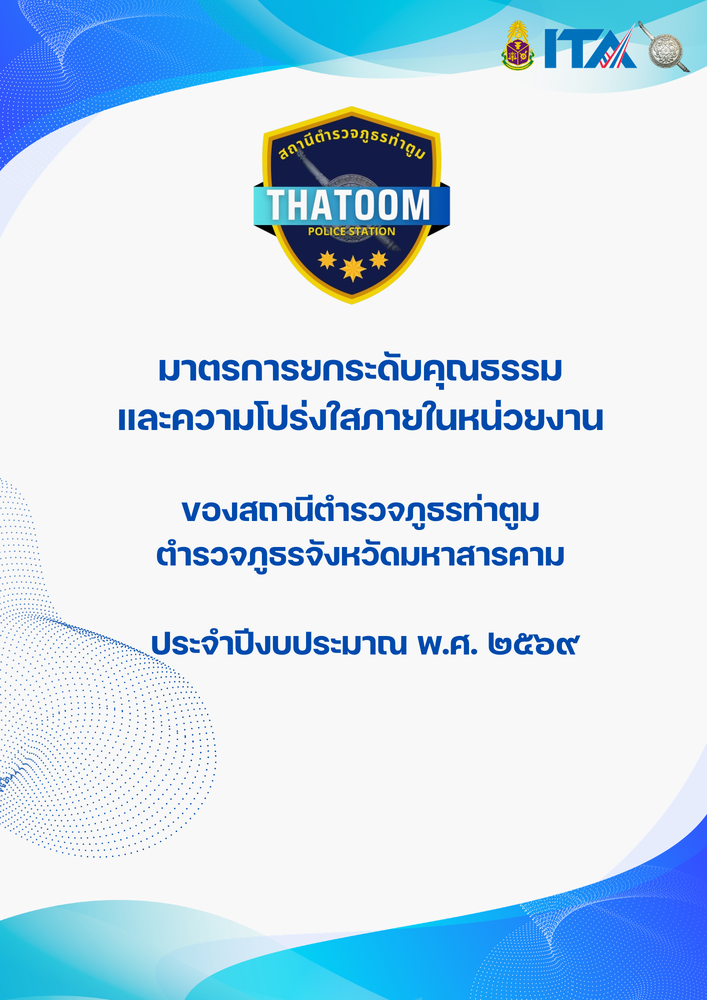 ITA
สถานีตำรวจภูธรท่าตูม
THATOOM
POLICE STATION
มาตรการยกระดับคุณธรรม
และความโปร่งใสภายในหน่วยงาน
ของสถานีตำรวจภูธรท่าตูม
ตำรวจภูธรจังหวัดมหาสารคาม
ประจำปีงบประมาณ พ.ศ. ๒๕๖๙